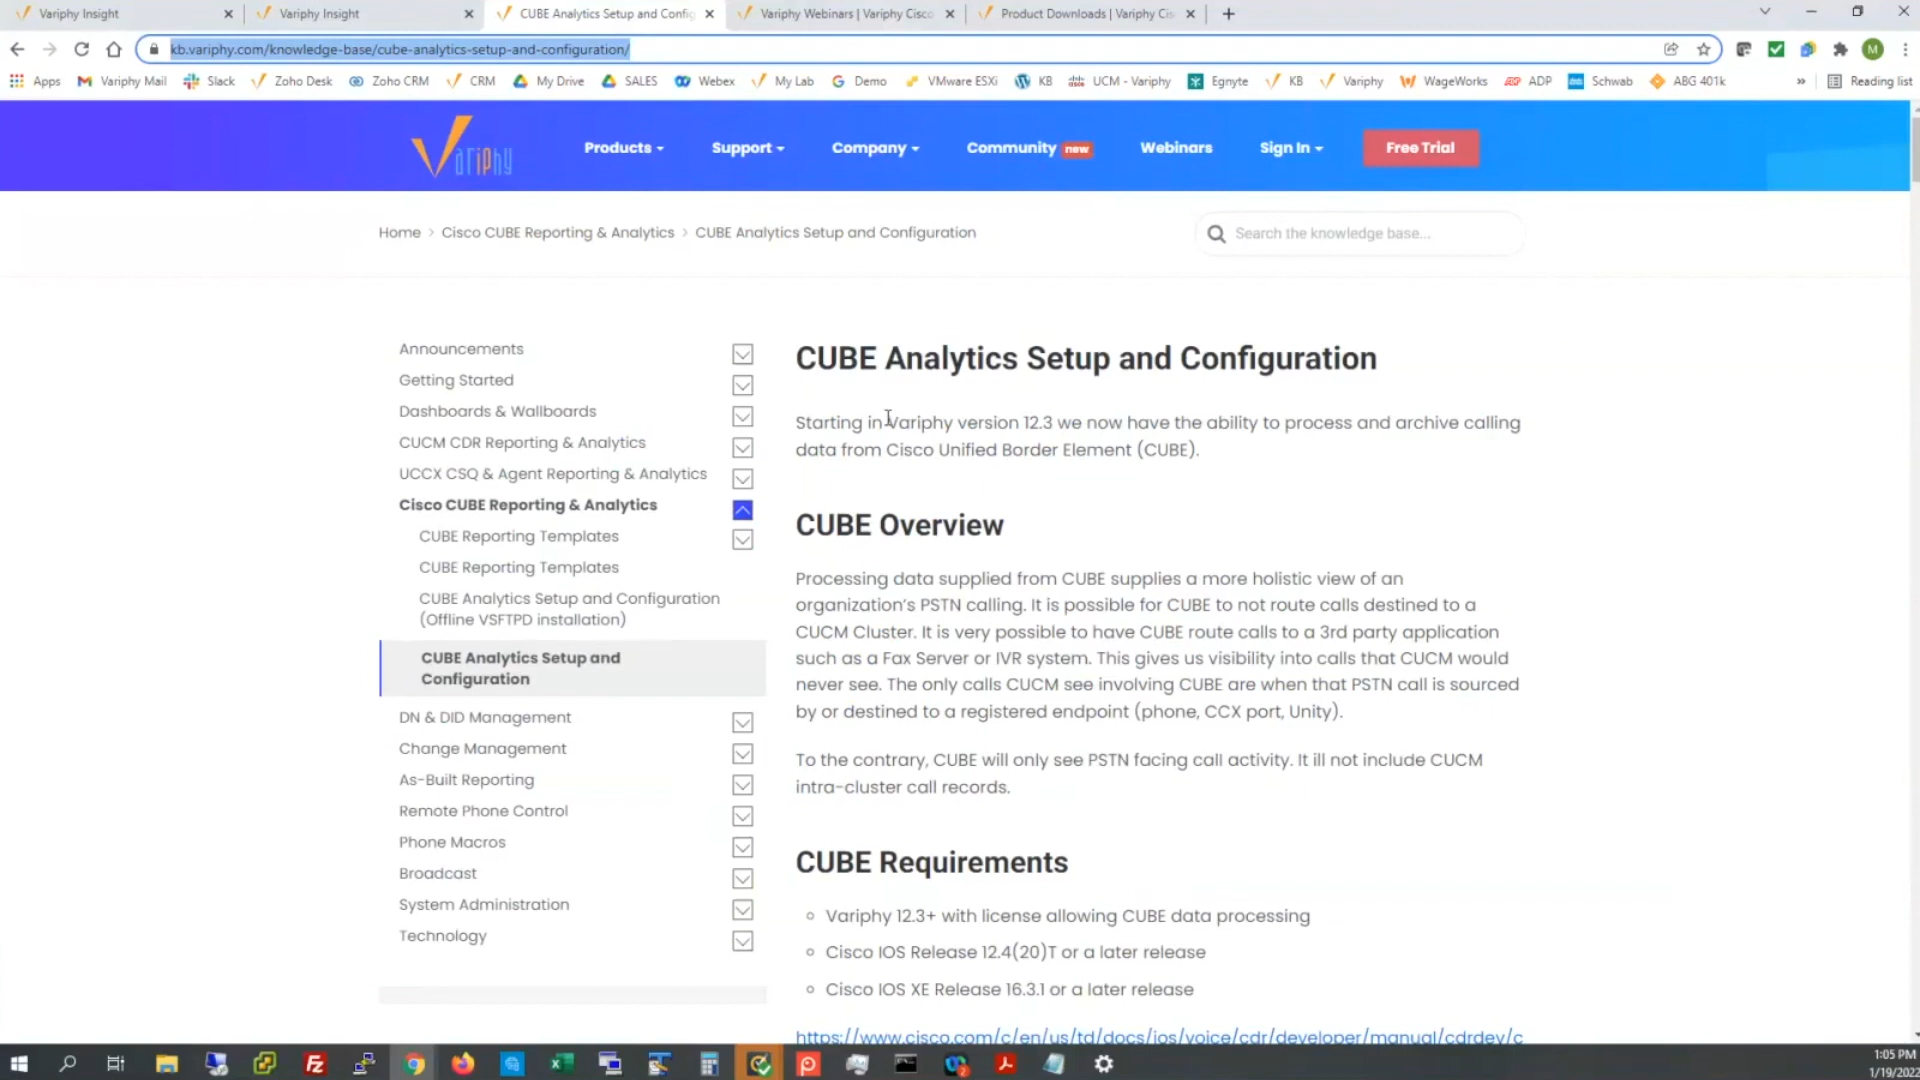 Variphy Insight
Variphy Insight
CUBE Analytics Setup and Config
Variphy Webinars | Variphy Cisco
Product Downloads | Variphy Cis
kb.variphy.com/knowledge-base/cube-analytics-setup-and-configuration/
M
Apps
Variphy Mail
Slack
Zoho Desk
Zoho CRM
CRM
My Drive
SALES
Webex
My Lab
Demo
VMware ESXi
KB
UCM - Variphy
Egnyte
KB
Variphy
WageWorks
ADP
Schwab
ABG 401k
»
Reading list
Variphy
Products
Support
Company
Community new
Webinars
Sign In
Free Trial
Home > Cisco CUBE Reporting & Analytics > CUBE Analytics Setup and Configuration
Search the knowledge base...
Announcements
Getting Started
Dashboards & Wallboards
CUCM CDR Reporting & Analytics
UCCX CSQ & Agent Reporting & Analytics
Cisco CUBE Reporting & Analytics
CUBE Reporting Templates
CUBE Reporting Templates
CUBE Analytics Setup and Configuration
(Offline VSFTPD installation)
CUBE Analytics Setup and
Configuration
DN & DID Management
Change Management
As-Built Reporting
Remote Phone Control
Phone Macros
Broadcast
System Administration
Technology
CUBE Analytics Setup and Configuration
Starting in Variphy version 12.3 we now have the ability to process and archive calling
data from Cisco Unified Border Element (CUBE).
CUBE Overview
Processing data supplied from CUBE supplies a more holistic view of an
organization's PSTN calling. It is possible for CUBE to not route calls destined to a
CUCM Cluster. It is very possible to have CUBE route calls to a 3rd party application
such as a Fax Server or IVR system. This gives us visibility into calls that CUCM would
never see. The only calls CUCM see involving CUBE are when that PSTN call is sourced
by or destined to a registered endpoint (phone, CCX port, Unity).
To the contrary, CUBE will only see PSTN facing call activity. It ill not include CUCM
intra-cluster call records.
CUBE Requirements
Variphy 12.3+ with license allowing CUBE data processing
Cisco IOS Release 12.4(20)T or a later release
Cisco IOS XE Release 16.3.1 or a later release
https://www.cisco.com/c/en/us/td/docs/ios/voice/cdr/developer/manual/cdrdev/c
1:05 PM
1/19/2022